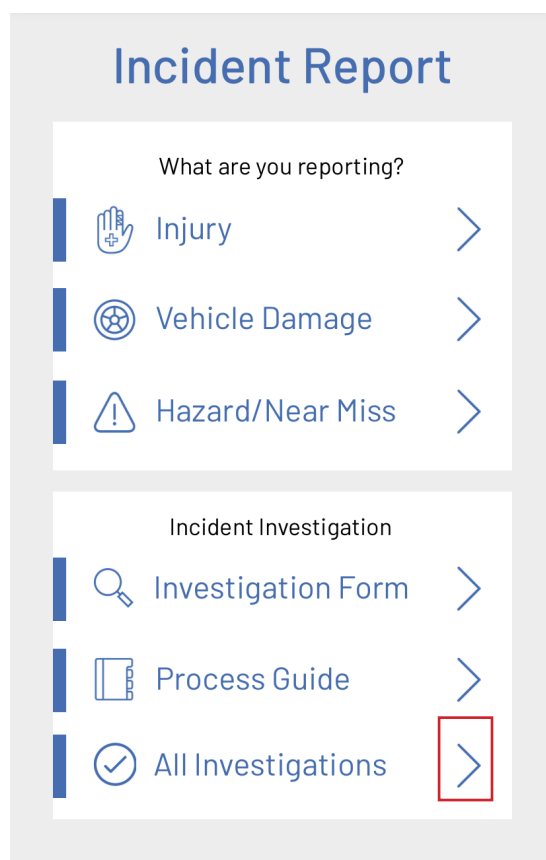 Incident Report
What are you reporting?
Injury
Vehicle Damage
Hazard/Near Miss
Incident Investigation
Investigation Form
Process Guide
All Investigations